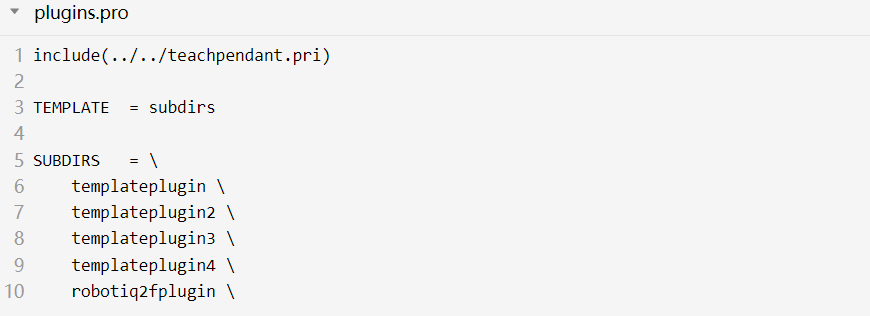 plugins.pro
1 include(../../teachpendant.pri)
2
3 TEMPLATE  = subdirs
4
5 SUBDIRS   = \
6     templateplugin \
7     templateplugin2 \
8     templateplugin3 \
9     templateplugin4 \
10     robotiq2fplugin \